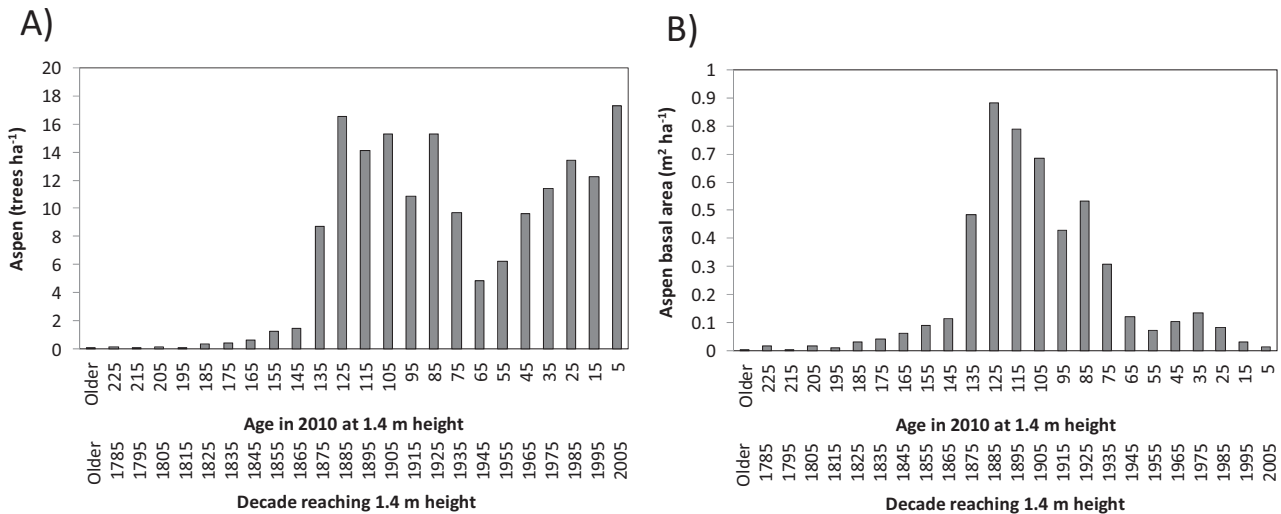 A)
20
18
16
14
12
10
8
6
4
2
0
Aspen (trees ha-1)
Older 225 215 205 195 185 175 165 155 145 135 125 115 105 95 85 75 65 55 45 35 25 15 5
Age in 2010 at 1.4 m height
Older 1785 1795 1805 1815 1825 1835 1845 1855 1865 1875 1885 1895 1905 1915 1925 1935 1945 1955 1965 1975 1985 1995 2005
Decade reaching 1.4 m height
B)
1
0.9
0.8
0.7
0.6
0.5
0.4
0.3
0.2
0.1
0
Aspen basal area (m2 ha-1)
Older 225 215 205 195 185 175 165 155 145 135 125 115 105 95 85 75 65 55 45 35 25 15 5
Age in 2010 at 1.4 m height
Older 1785 1795 1805 1815 1825 1835 1845 1855 1865 1875 1885 1895 1905 1915 1925 1935 1945 1955 1965 1975 1985 1995 2005
Decade reaching 1.4 m height